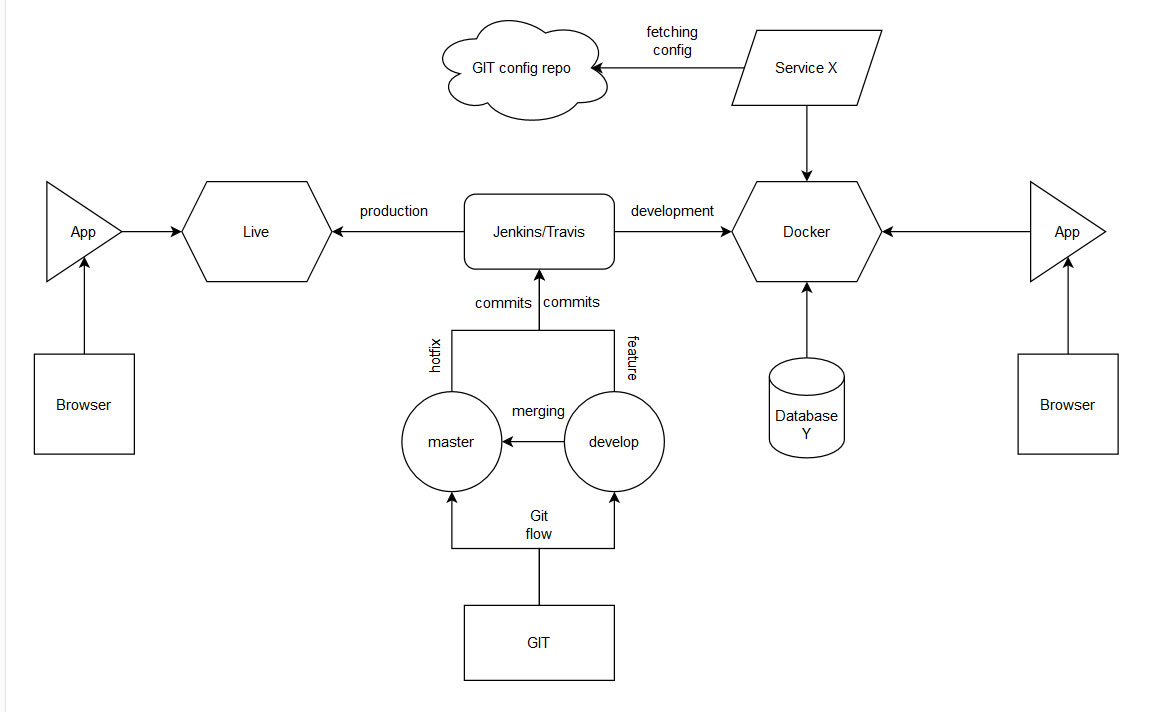 fetching
config
GIT config repo
Service X
App
Live
production
Jenkins/Travis
development
Docker
App
commits
commits
hotfix
feature
Browser
merging
Database
Y
Browser
master
develop
Git
flow
GIT